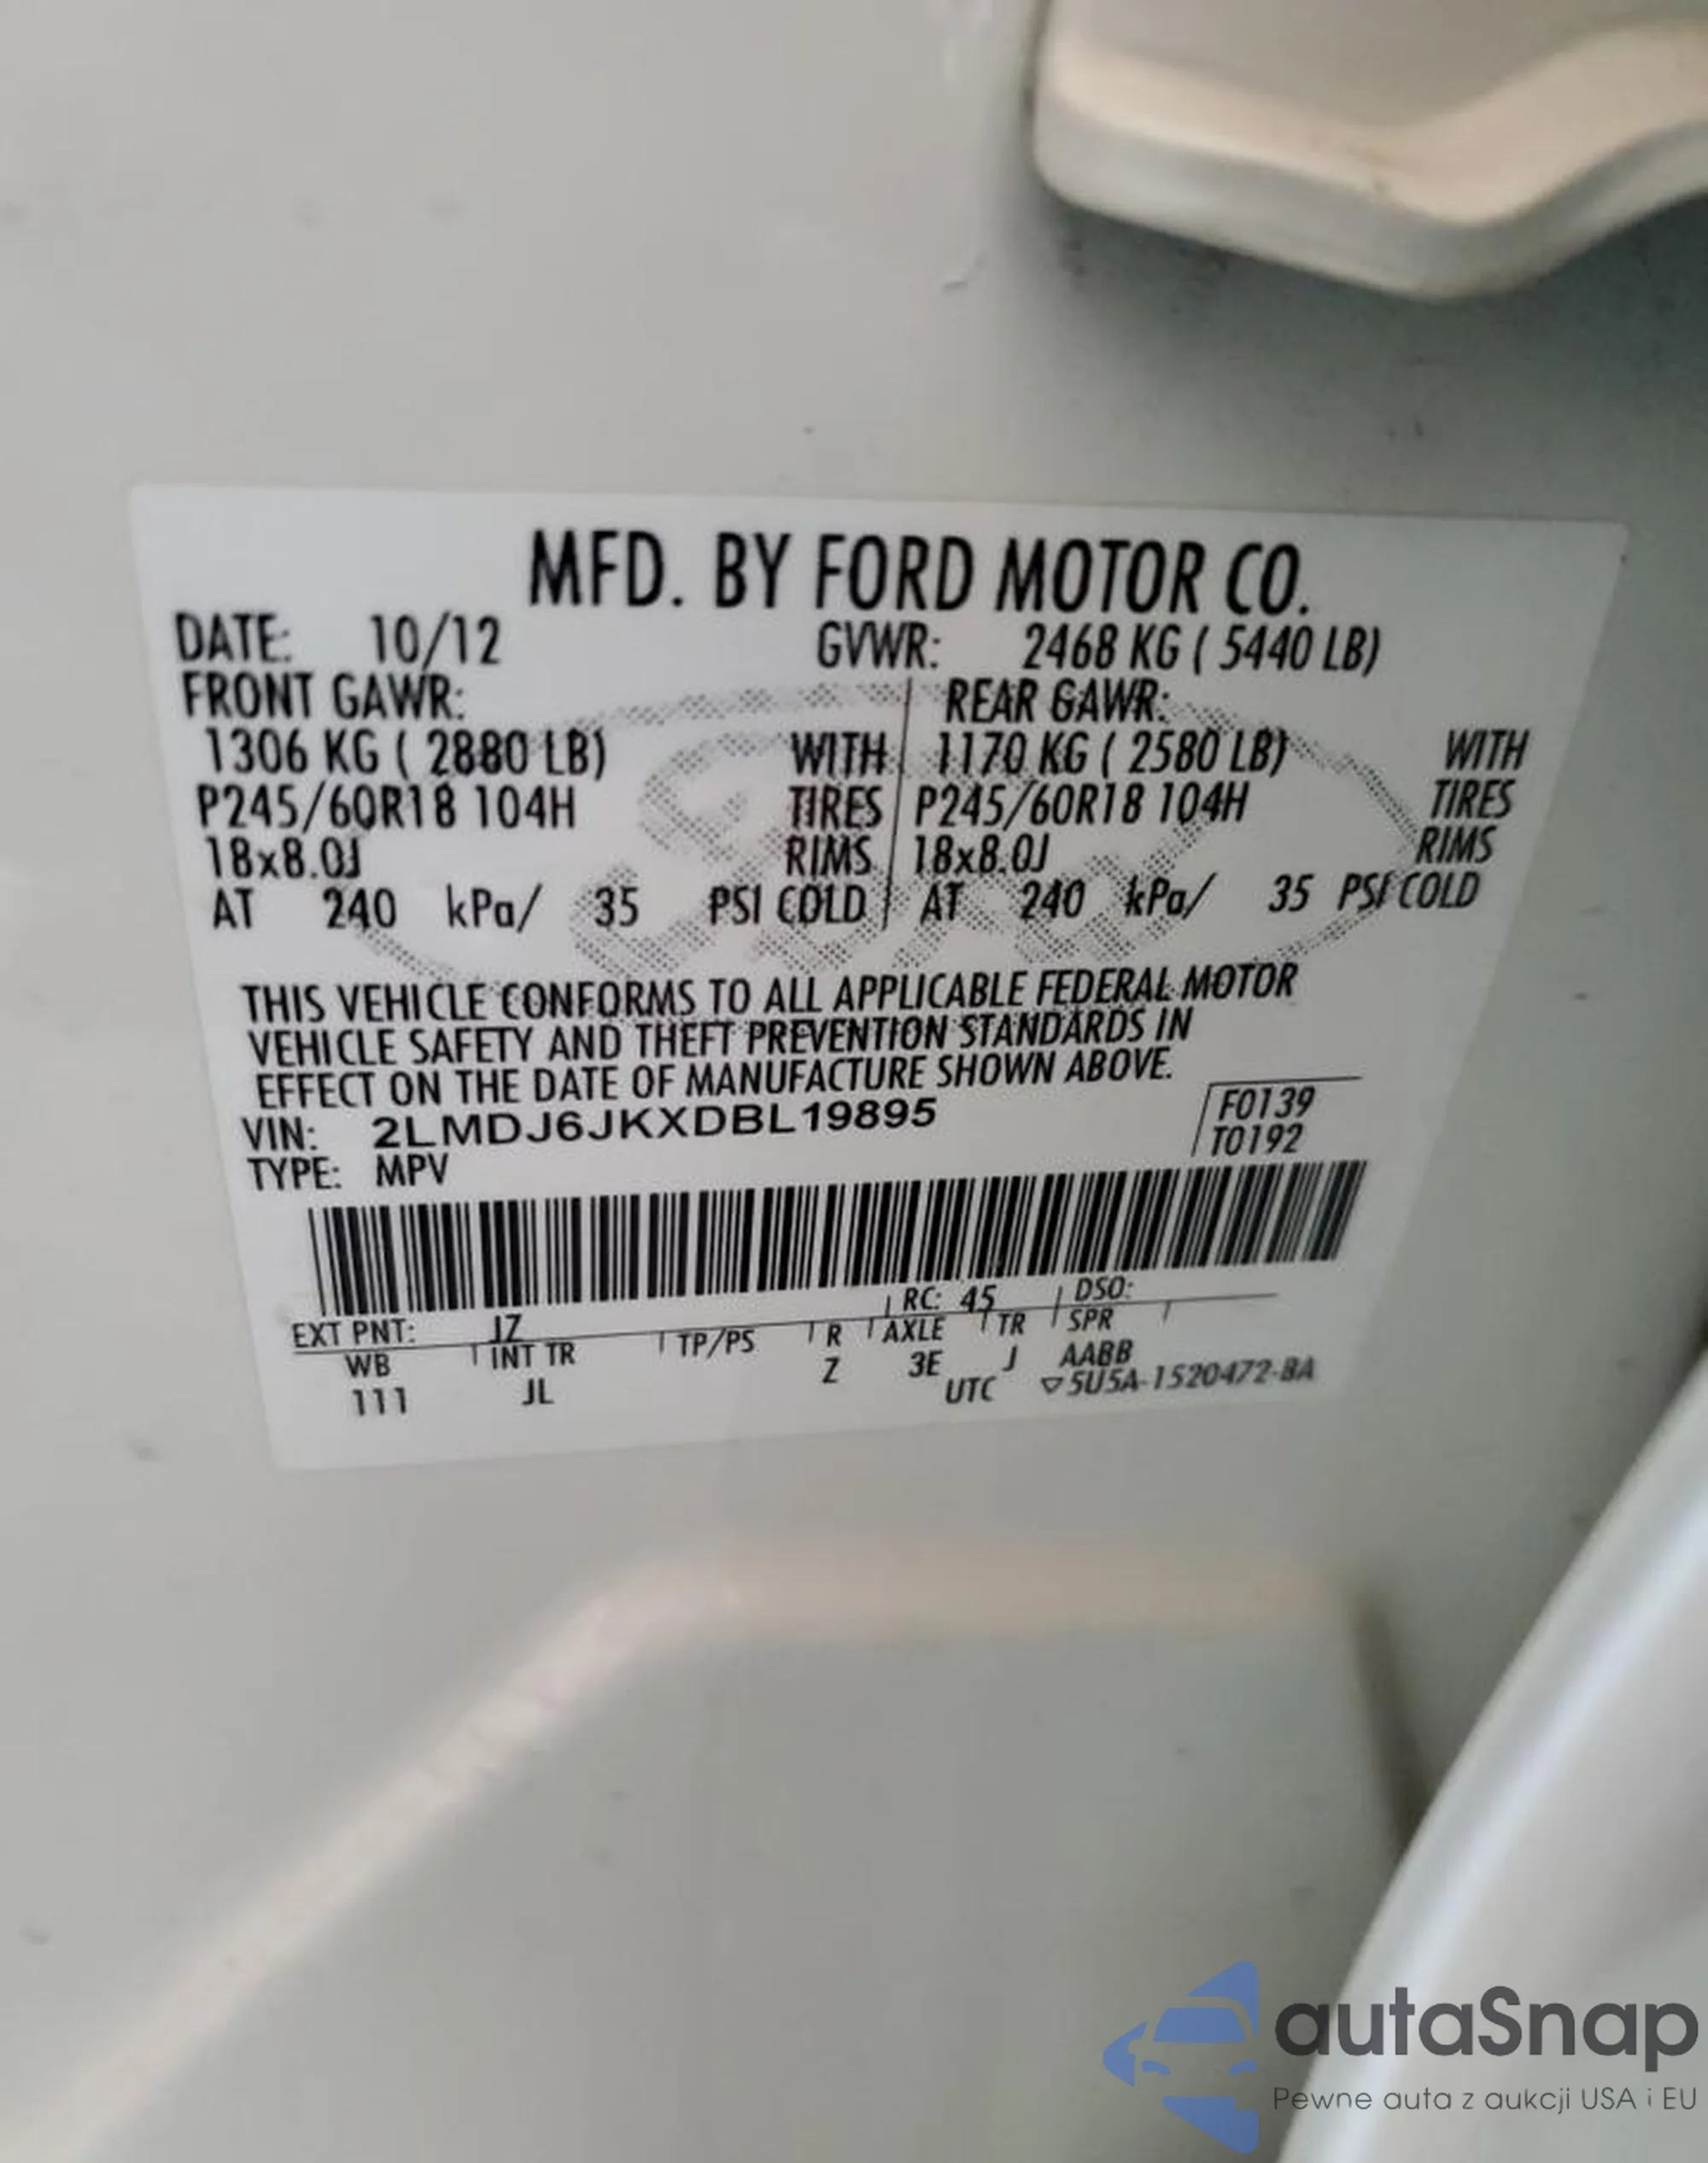 MFD. BY FORD MOTOR CO.
DATE: 10/12 GVWR: 2468 KG ( 5440 LB)
FRONT GAWR: REAR GAWR:
1306 KG ( 2880 LB) WITH 1170 KG ( 2580 LB) WITH
P245/60R18 104H TIRES P245/60R18 104H TIRES
18x8.0J RIMS 18x8.0J RIMS
AT 240 kPa/ 35 PSI COLD AT 240 kPa/ 35 PSI COLD
THIS VEHICLE CONFORMS TO ALL APPLICABLE FEDERAL MOTOR
VEHICLE SAFETY AND THEFT PREVENTION STANDARDS IN
EFFECT ON THE DATE OF MANUFACTURE SHOWN ABOVE.
VIN: 2LMDJ6JKXDBL19895 F0139
TYPE: MPV T0192
EXT PNT: JZ RC: 45 DSO:
WB INT TR TP/PS R AXLE TR SPR
111 JL Z 3E J AABB
UTC ▽5U5A-1520472-BA
Ford
autaSnap
Pewne auta z aukcji USA i EU